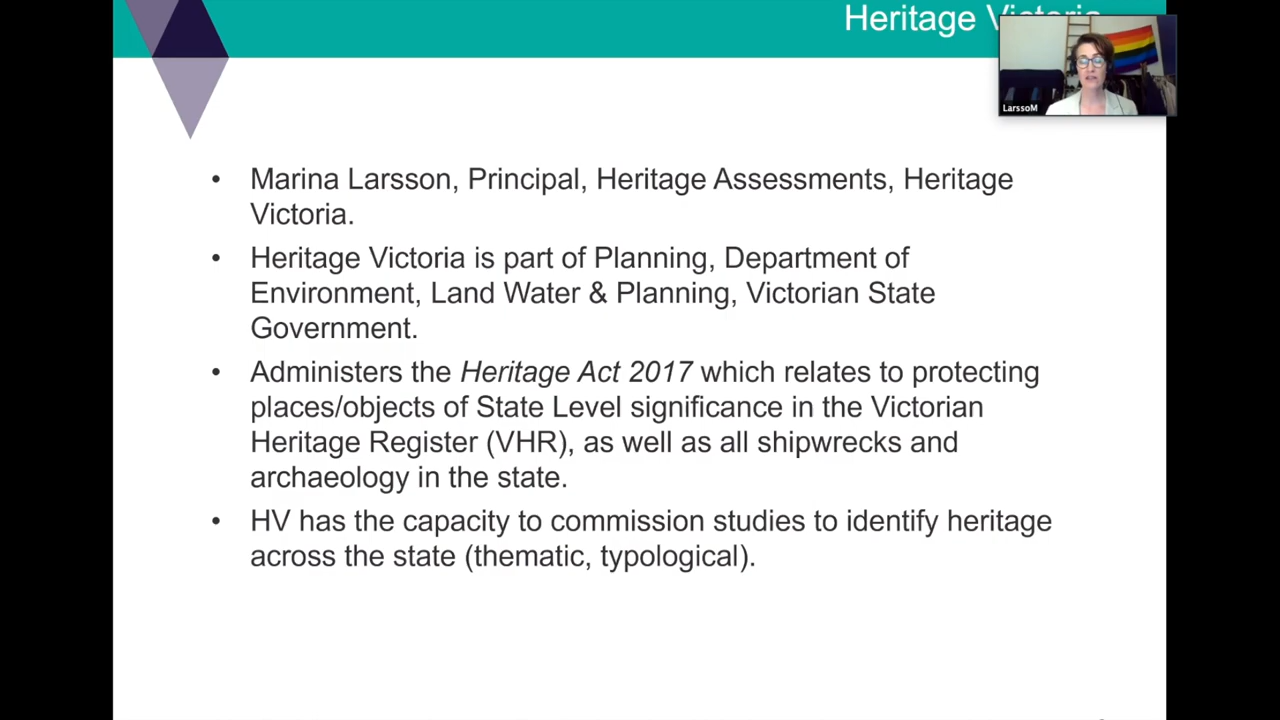 Heritage Victoria
LarssoM
• Marina Larsson, Principal, Heritage Assessments, Heritage
Victoria.
• Heritage Victoria is part of Planning, Department of
Environment, Land Water & Planning, Victorian State
Government.
• Administers the Heritage Act 2017 which relates to protecting
places/objects of State Level significance in the Victorian
Heritage Register (VHR), as well as all shipwrecks and
archaeology in the state.
• HV has the capacity to commission studies to identify heritage
across the state (thematic, typological).